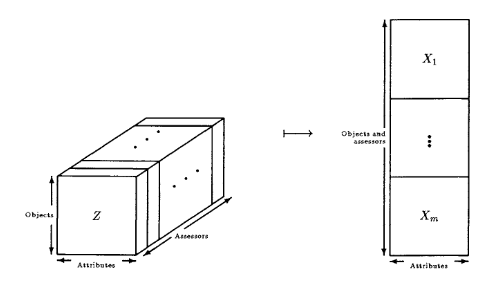 Objects
Z
Assessors
Attributes
Objects and
assessors
X₁
Xₘ
Attributes